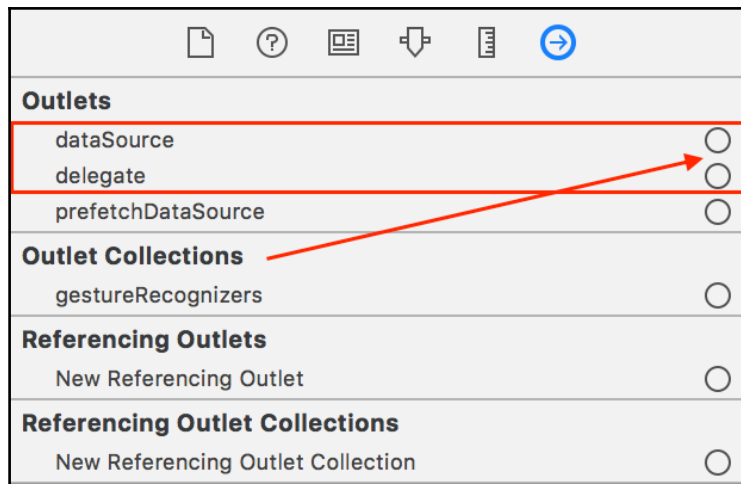 Outlets
dataSource
delegate
prefetchDataSource
Outlet Collections
gestureRecognizers
Referencing Outlets
New Referencing Outlet
Referencing Outlet Collections
New Referencing Outlet Collection